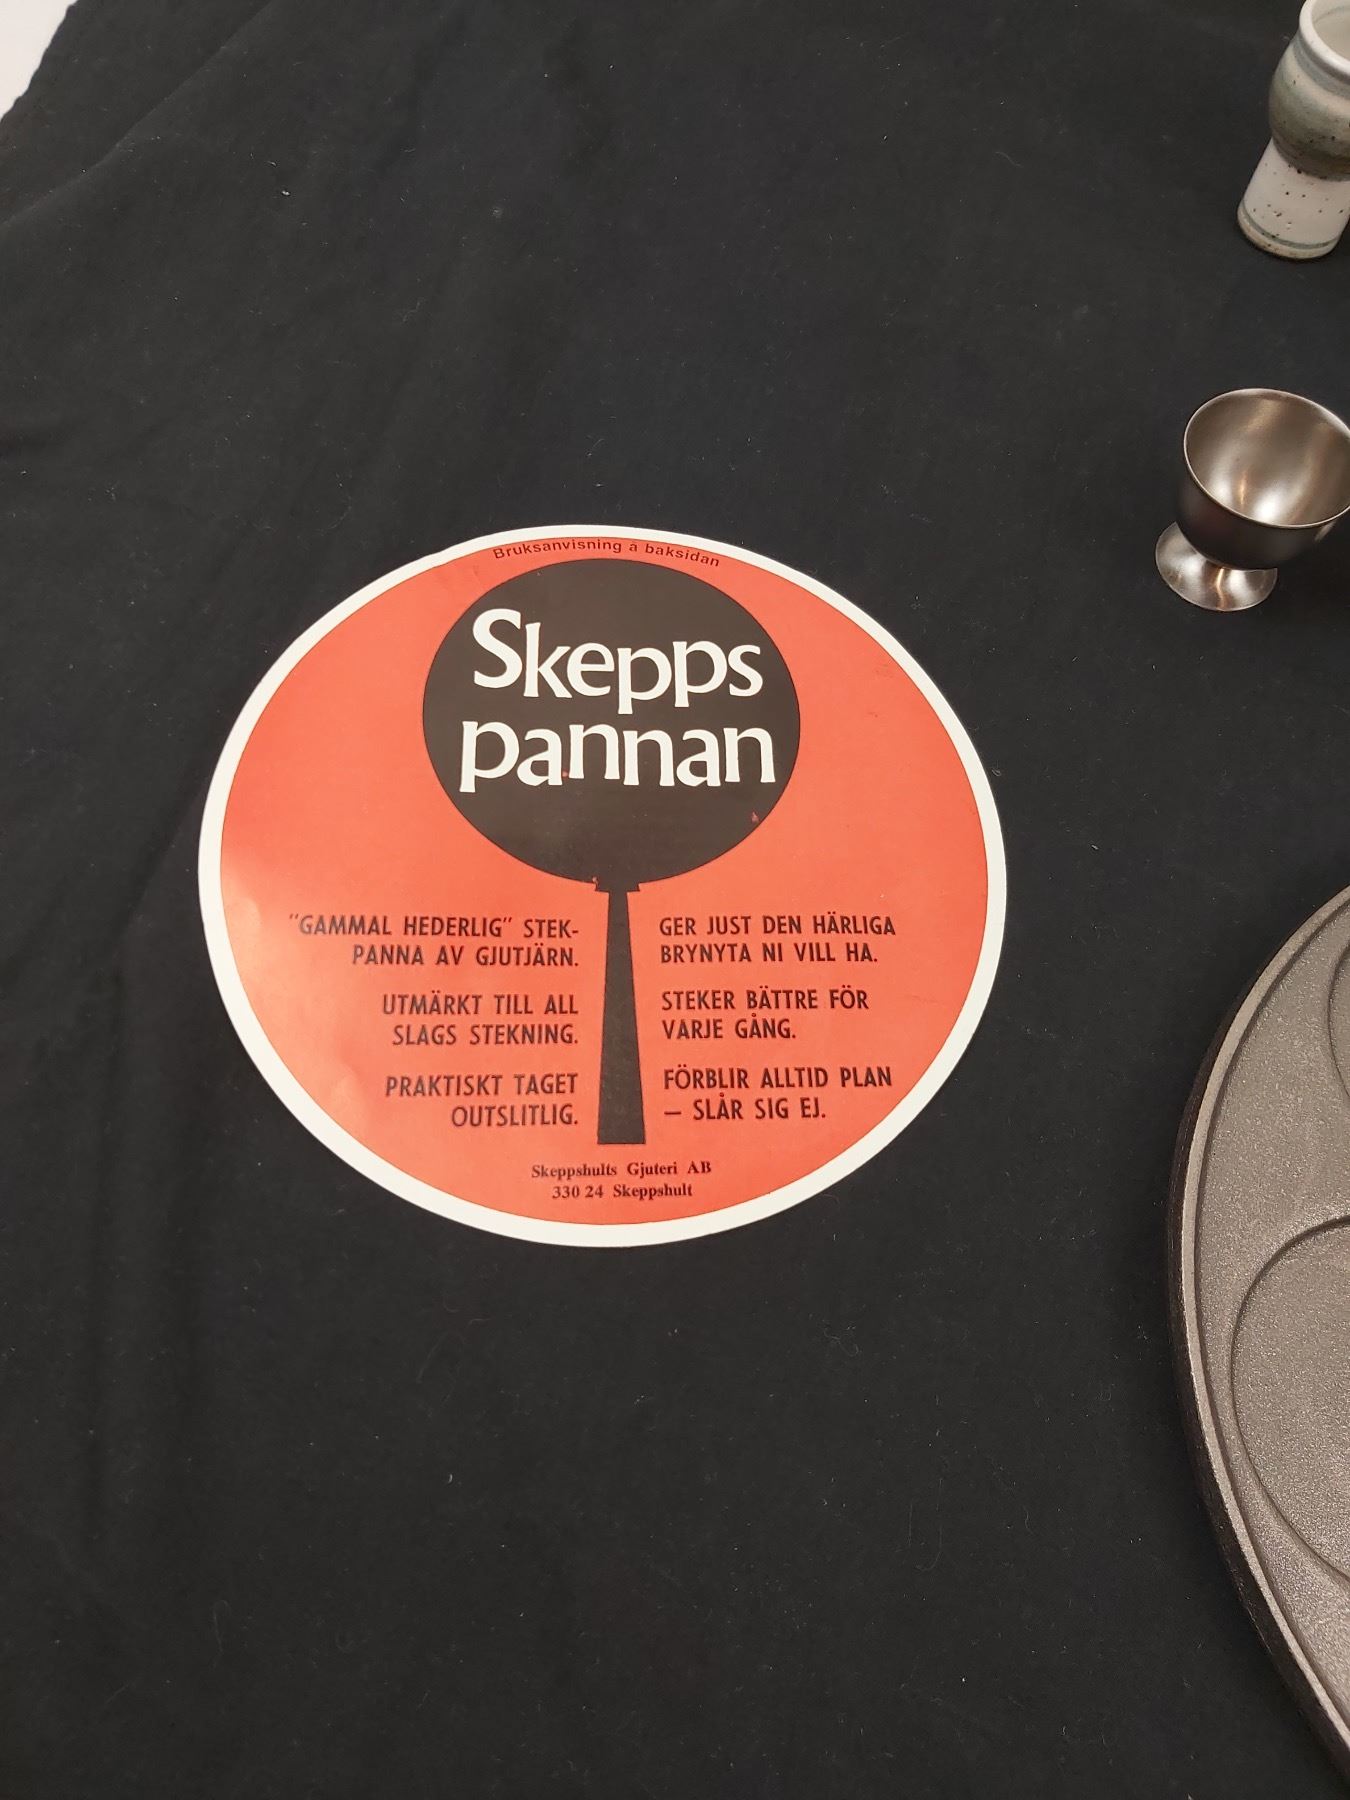 Bruksanvisning å baksidan
Skepps
pannan
"GAMMAL HEDERLIG" STEK-
PANNA AV GJUTJÄRN.
UTMÄRKT TILL ALL
SLAGS STEKNING.
PRAKTISKT TAGET
OUTSLITLIG.
GER JUST DEN HÄRLIGA
BRYNYTA NI VILL HA.
STEKER BÄTTRE FÖR
VARJE GÅNG.
FÖRBLIR ALLTID PLAN
– SLÅR SIG EJ.
Skeppshults Gjuteri AB
330 24 Skeppshult